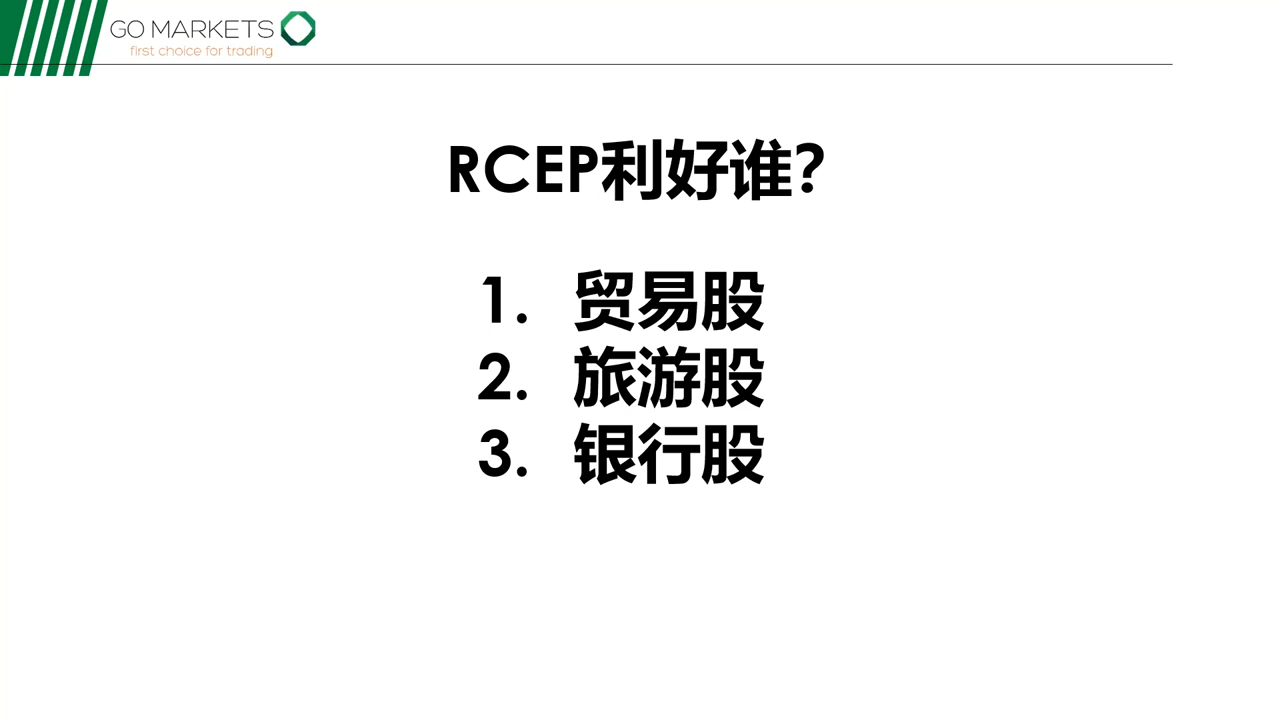 GO MARKETS
first choice for trading
RCEP利好谁?
1. 贸易股
2. 旅游股
3. 银行股